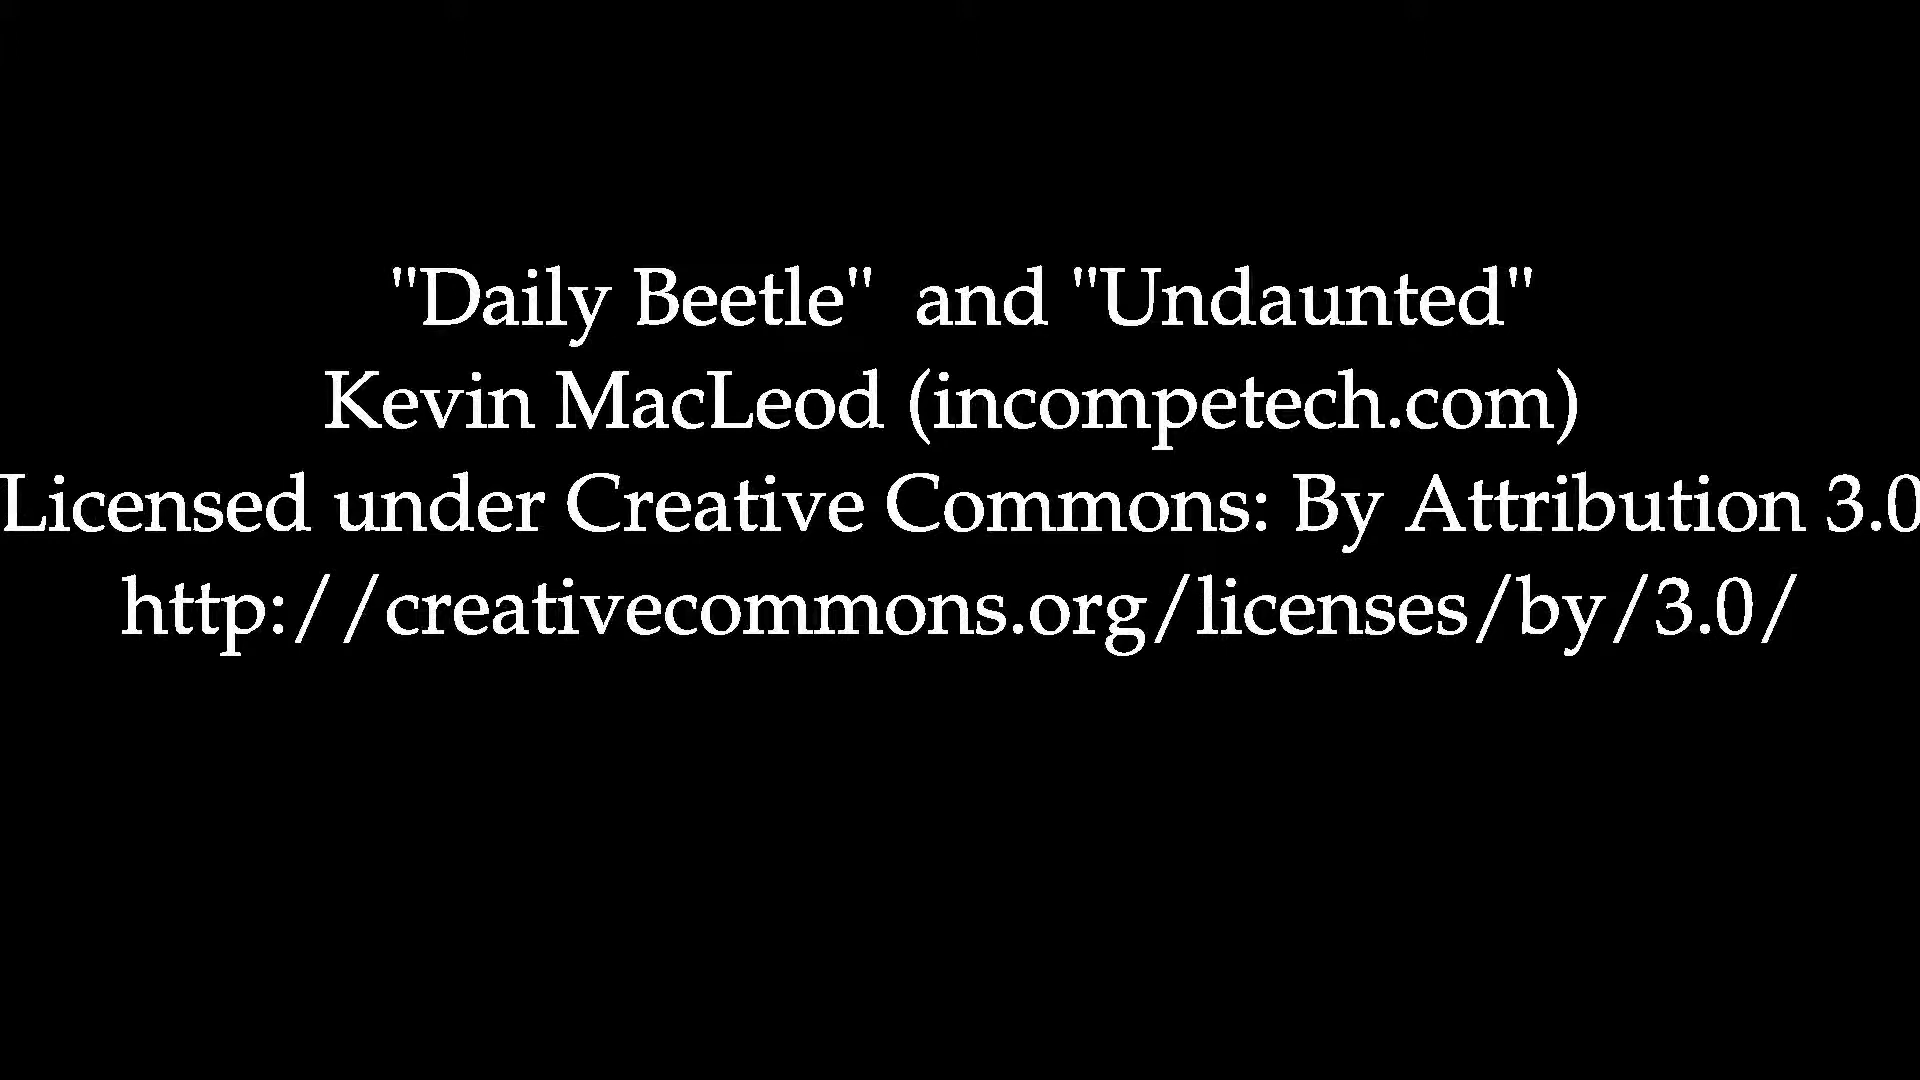 "Daily Beetle"  and "Undaunted"
Kevin MacLeod (incompetech.com)
Licensed under Creative Commons: By Attribution 3.0
http://creativecommons.org/licenses/by/3.0/